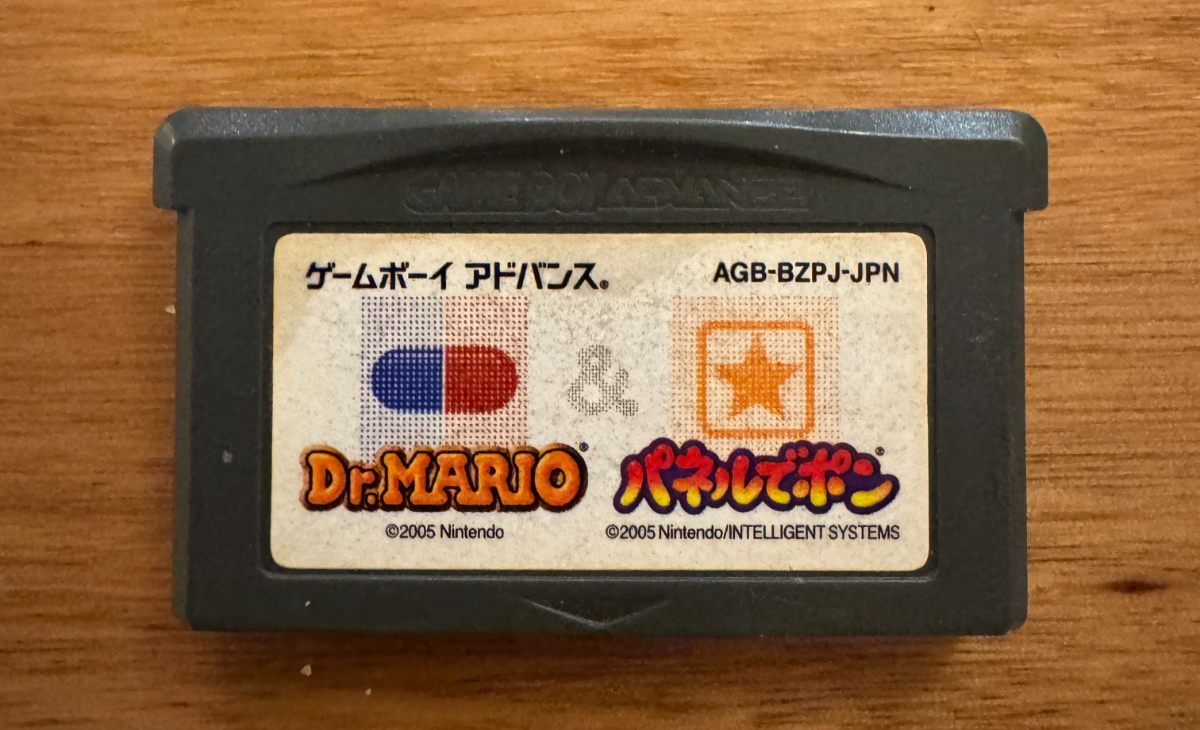 GAME BOY ADVANCE
ゲームボーイ アドバンス®
AGB-BZPJ-JPN
&
Dr.MARIO®
パネルでポン®
©2005 Nintendo
©2005 Nintendo/INTELLIGENT SYSTEMS